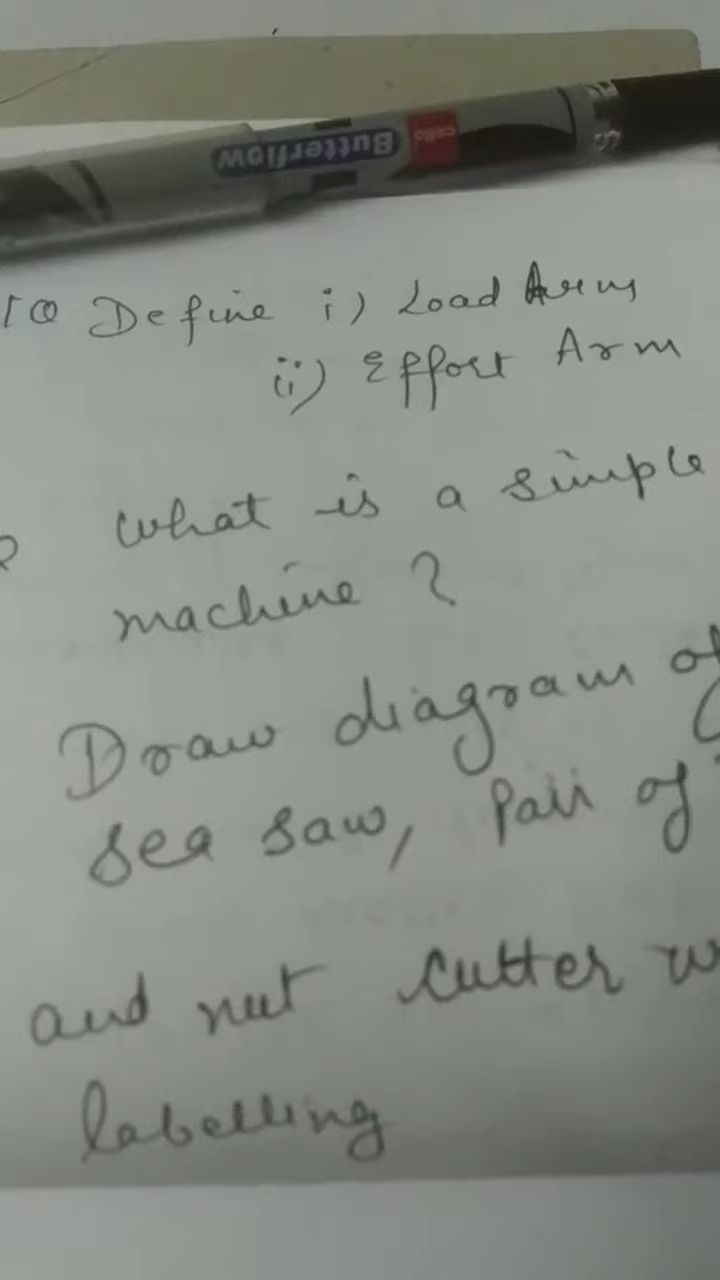 cello
Butterflow
1Q Define i) Load Arm
ii) Effort Arm
What is a simple
machine ?
Draw diagram of
sea saw, Pair of
and nut cutter
labelling